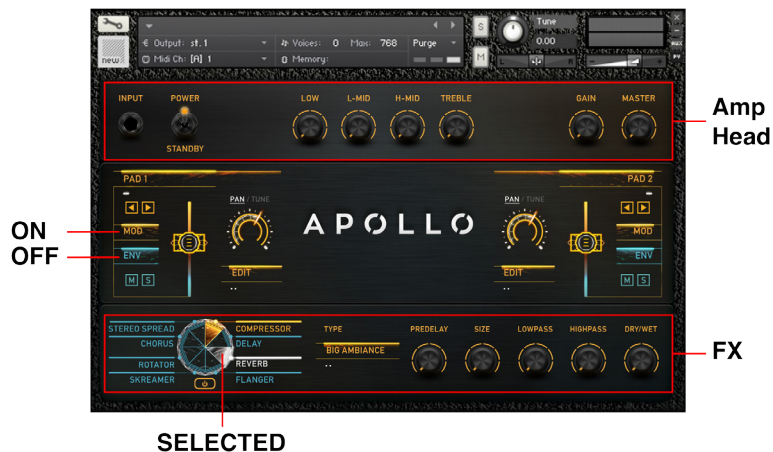 Output: st.1
Voices: 0 Max: 768 Purge
Midi Ch: [A] 1
Memory:
new
S
M
Tune
0.00
L R
AUX
PV
INPUT POWER LOW L-MID H-MID TREBLE GAIN MASTER
STANDBY
Amp
Head
PAD 1 PAD 2
PAN / TUNE PAN / TUNE
APOLLO
ON MOD MOD
OFF ENV ENV
EDIT EDIT
M S M S
STEREO SPREAD COMPRESSOR TYPE PREDELAY SIZE LOWPASS HIGHPASS DRY/WET
CHORUS DELAY
BIG AMBIANCE
FX
ROTATOR REVERB
SKREAMER FLANGER
SELECTED